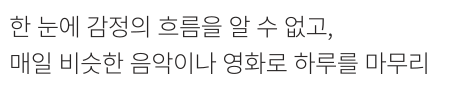 한 눈에 감정의 흐름을 알 수 없고,
매일 비슷한 음악이나 영화로 하루를 마무리